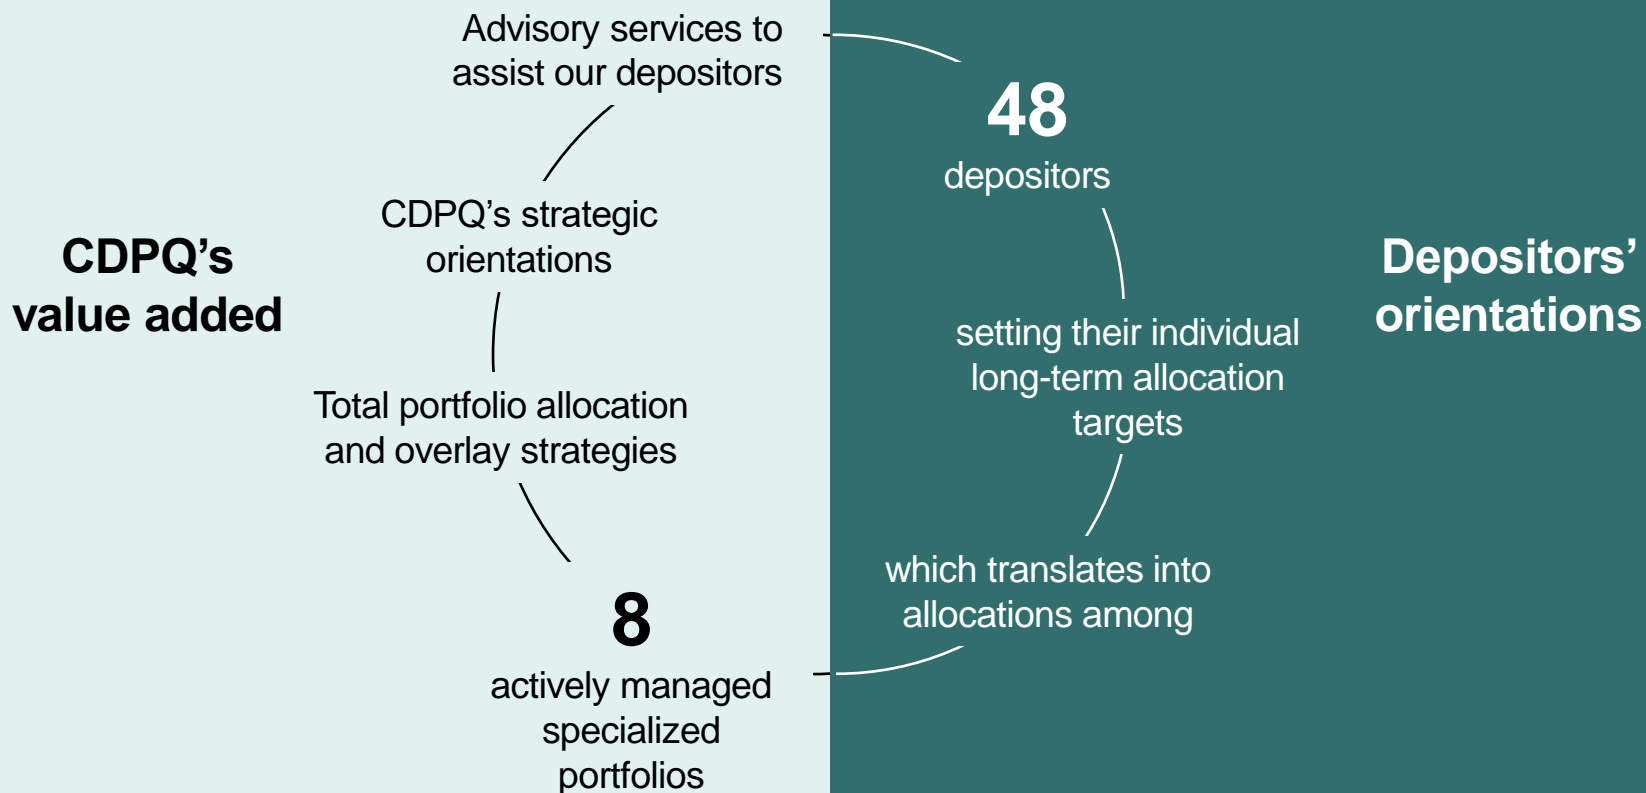 CDPQ’s
value added
Advisory services to
assist our depositors
CDPQ’s strategic
orientations
Total portfolio allocation
and overlay strategies
8
actively managed
specialized
portfolios
48
depositors
setting their individual
long-term allocation
targets
which translates into
allocations among
Depositors’
orientations